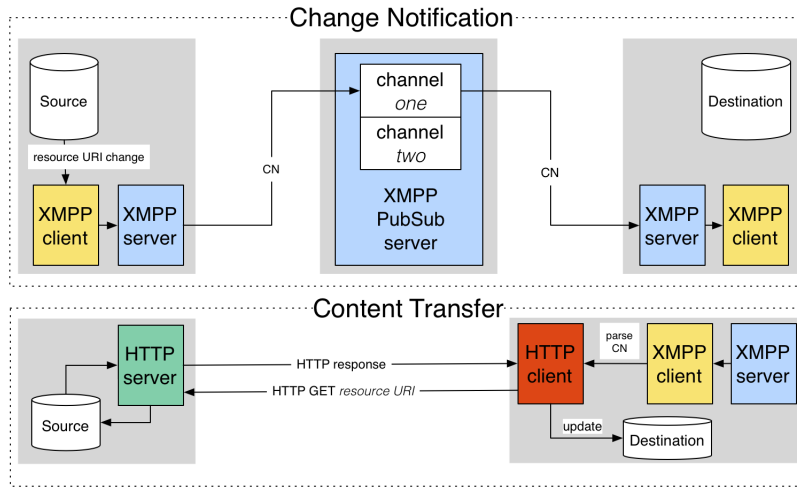 Change Notification
Source
resource URI change
XMPP
client
XMPP
server
CN
channel
one
channel
two
XMPP
PubSub
server
CN
Destination
XMPP
server
XMPP
client
Content Transfer
HTTP
server
Source
HTTP response
HTTP GET resource URI
HTTP
client
parse
CN
XMPP
client
XMPP
server
update
Destination